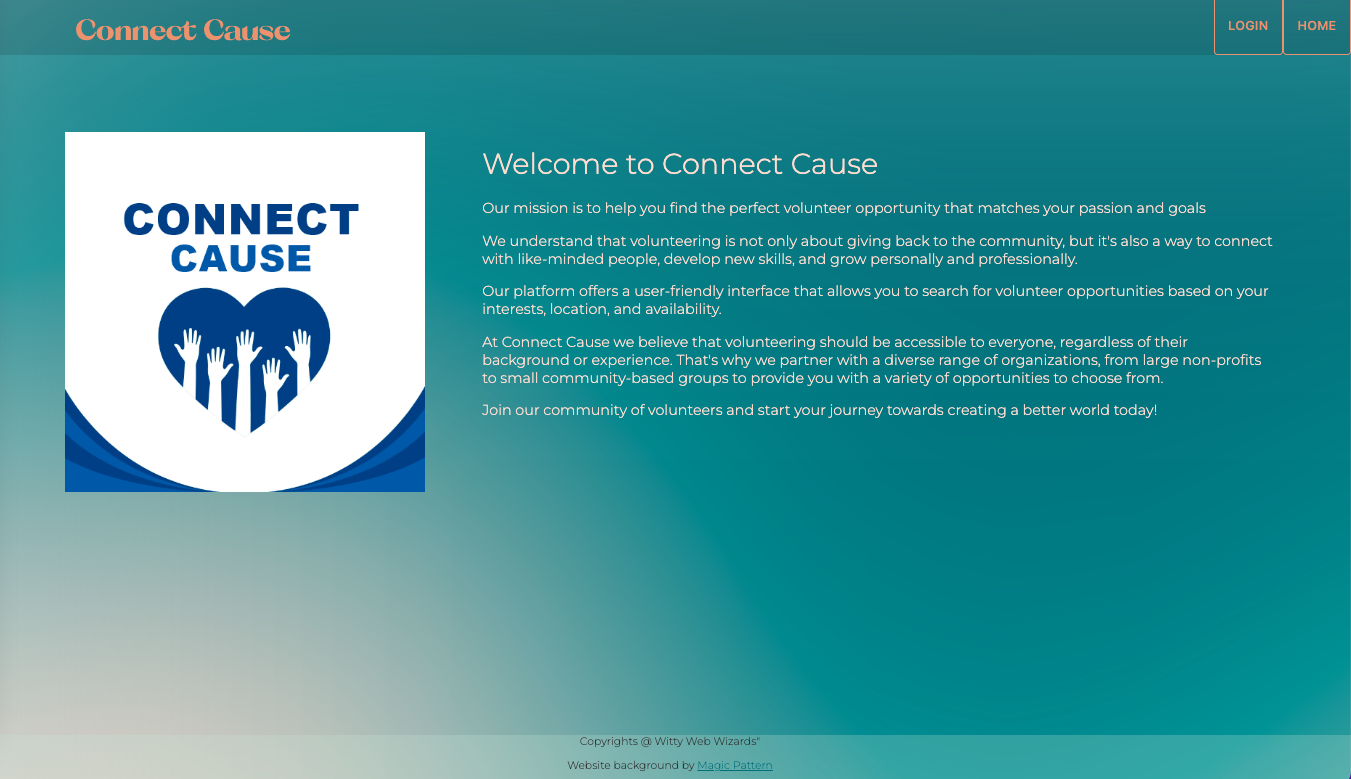 Connect Cause
LOGIN
HOME
CONNECT
CAUSE
Welcome to Connect Cause
Our mission is to help you find the perfect volunteer opportunity that matches your passion and goals
We understand that volunteering is not only about giving back to the community, but it's also a way to connect
with like-minded people, develop new skills, and grow personally and professionally.
Our platform offers a user-friendly interface that allows you to search for volunteer opportunities based on your
interests, location, and availability.
At Connect Cause we believe that volunteering should be accessible to everyone, regardless of their
background or experience. That's why we partner with a diverse range of organizations, from large non-profits
to small community-based groups to provide you with a variety of opportunities to choose from.
Join our community of volunteers and start your journey towards creating a better world today!
Copyrights @ Witty Web Wizards"
Website background by Magic Pattern